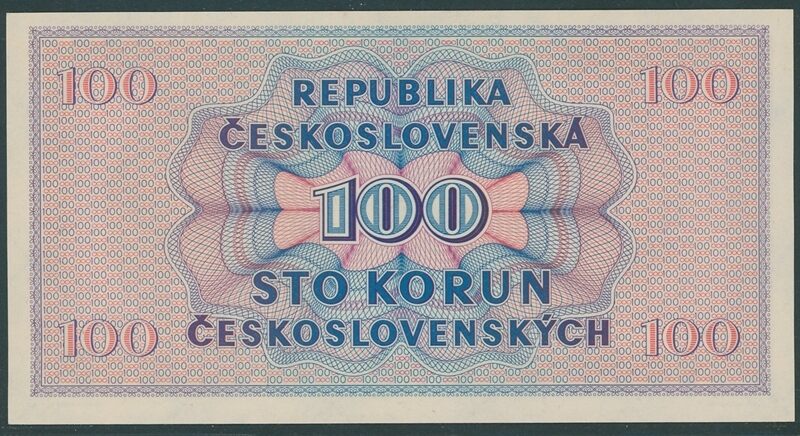 100 100
REPUBLIKA
ČESKOSLOVENSKÁ
100
STO KORUN
ČESKOSLOVENSKÝCH
100 100